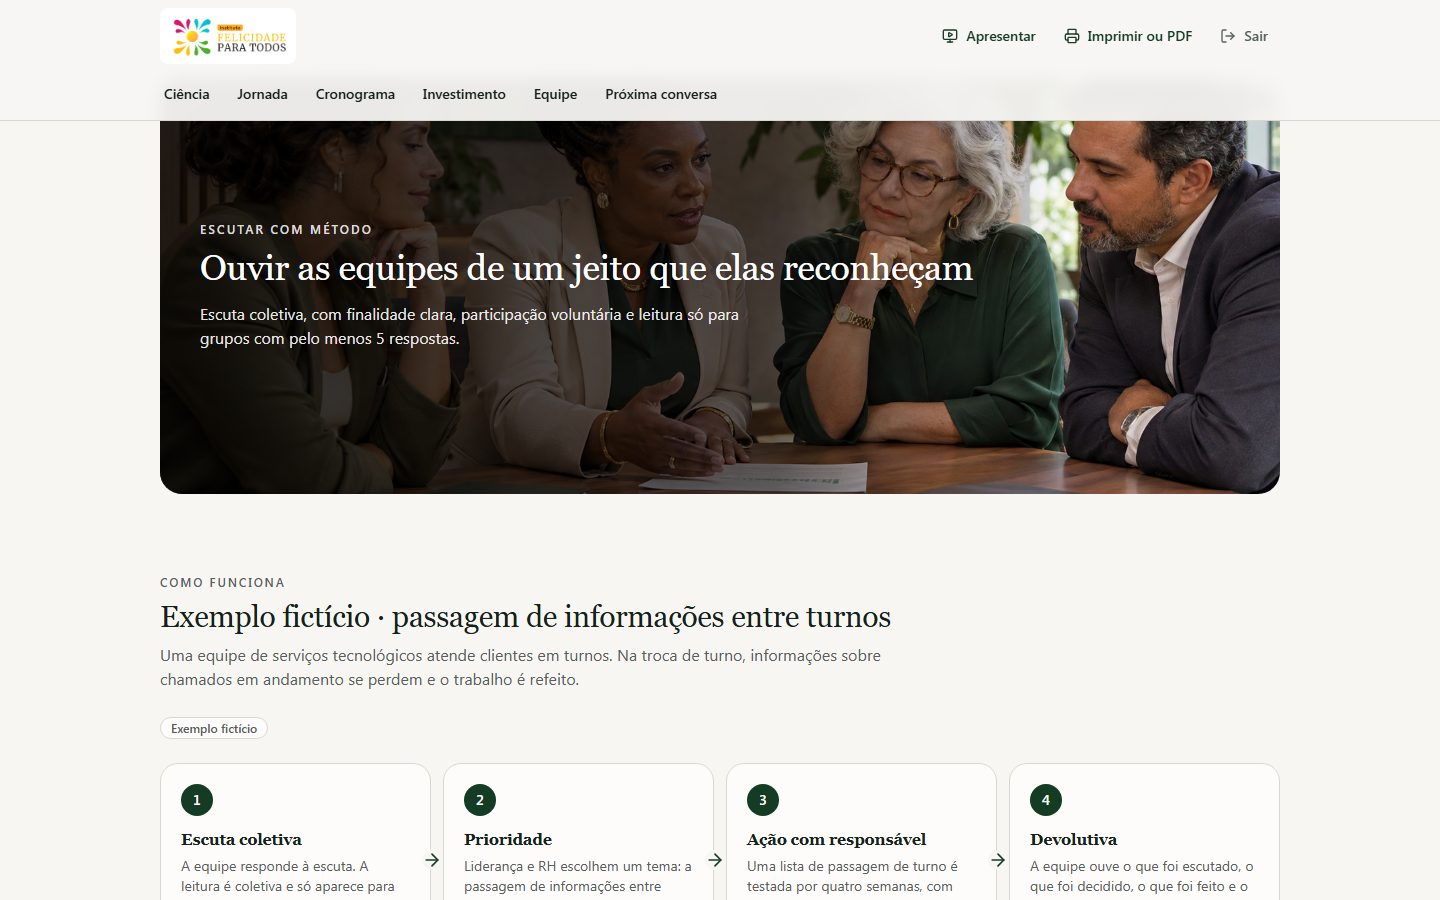 Instituto
FELICIDADE
PARA TODOS
Apresentar
Imprimir ou PDF
Sair
Ciência
Jornada
Cronograma
Investimento
Equipe
Próxima conversa
ESCUTAR COM MÉTODO
Ouvir as equipes de um jeito que elas reconheçam
Escuta coletiva, com finalidade clara, participação voluntária e leitura só para
grupos com pelo menos 5 respostas.
COMO FUNCIONA
Exemplo fictício · passagem de informações entre turnos
Uma equipe de serviços tecnológicos atende clientes em turnos. Na troca de turno, informações sobre
chamados em andamento se perdem e o trabalho é refeito.
Exemplo fictício
1
Escuta coletiva
A equipe responde à escuta. A
leitura é coletiva e só aparece para
2
Prioridade
Liderança e RH escolhem um tema: a
passagem de informações entre
3
Ação com responsável
Uma lista de passagem de turno é
testada por quatro semanas, com
4
Devolutiva
A equipe ouve o que foi escutado, o
que foi decidido, o que foi feito e o